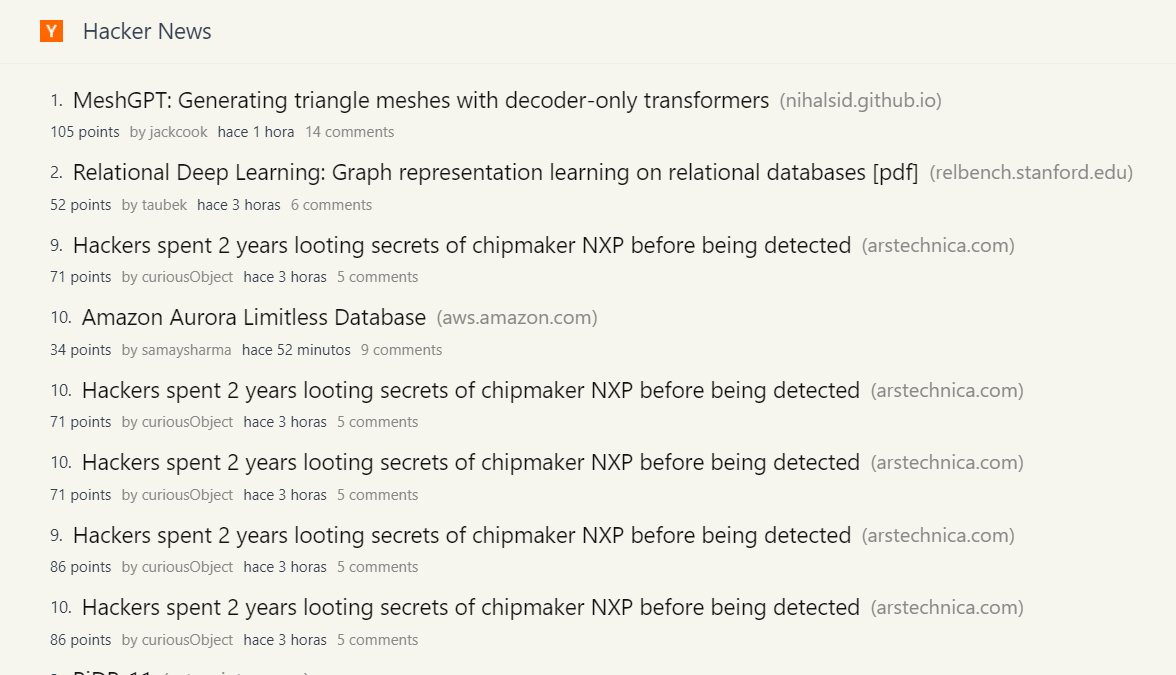 Y Hacker News
1. MeshGPT: Generating triangle meshes with decoder-only transformers (nihalsid.github.io)
105 points by jackcook hace 1 hora 14 comments
2. Relational Deep Learning: Graph representation learning on relational databases [pdf] (relbench.stanford.edu)
52 points by taubek hace 3 horas 6 comments
9. Hackers spent 2 years looting secrets of chipmaker NXP before being detected (arstechnica.com)
71 points by curiousObject hace 3 horas 5 comments
10. Amazon Aurora Limitless Database (aws.amazon.com)
34 points by samaysharma hace 52 minutos 9 comments
10. Hackers spent 2 years looting secrets of chipmaker NXP before being detected (arstechnica.com)
71 points by curiousObject hace 3 horas 5 comments
10. Hackers spent 2 years looting secrets of chipmaker NXP before being detected (arstechnica.com)
71 points by curiousObject hace 3 horas 5 comments
9. Hackers spent 2 years looting secrets of chipmaker NXP before being detected (arstechnica.com)
86 points by curiousObject hace 3 horas 5 comments
10. Hackers spent 2 years looting secrets of chipmaker NXP before being detected (arstechnica.com)
86 points by curiousObject hace 3 horas 5 comments